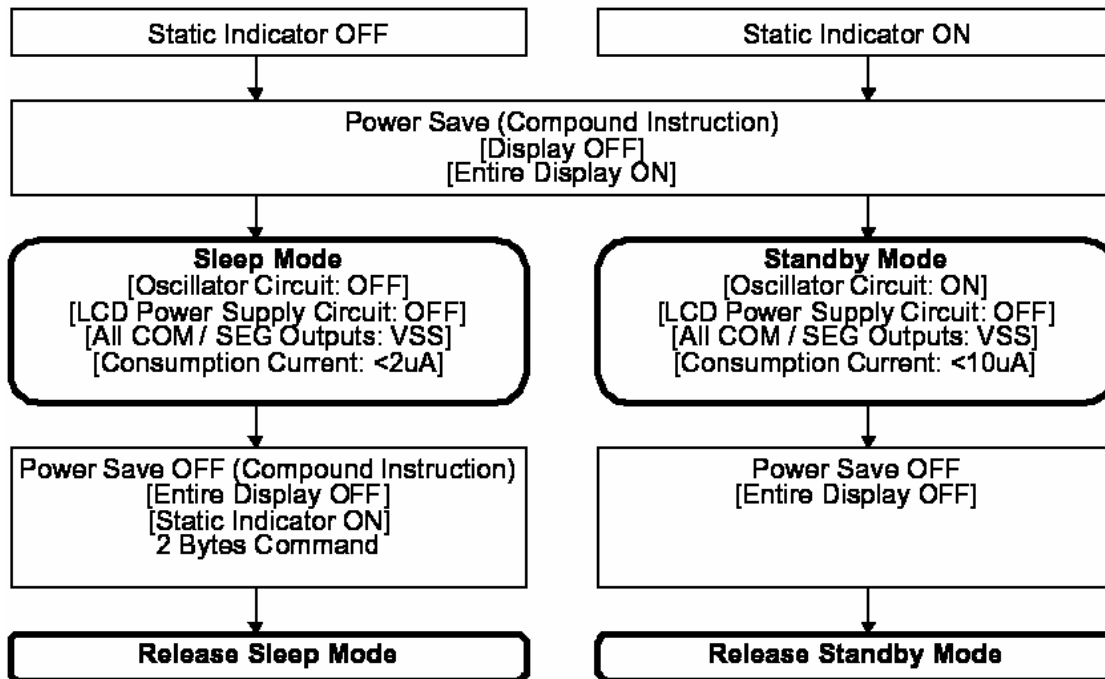 Static Indicator OFF
Static Indicator ON
Power Save (Compound Instruction)
[Display OFF]
[Entire Display ON]
Sleep Mode
[Oscillator Circuit: OFF]
[LCD Power Supply Circuit: OFF]
[All COM / SEG Outputs: VSS]
[Consumption Current: <2uA]
Standby Mode
[Oscillator Circuit: ON]
[LCD Power Supply Circuit: OFF]
[All COM / SEG Outputs: VSS]
[Consumption Current: <10uA]
Power Save OFF (Compound Instruction)
[Entire Display OFF]
[Static Indicator ON]
2 Bytes Command
Power Save OFF
[Entire Display OFF]
Release Sleep Mode
Release Standby Mode